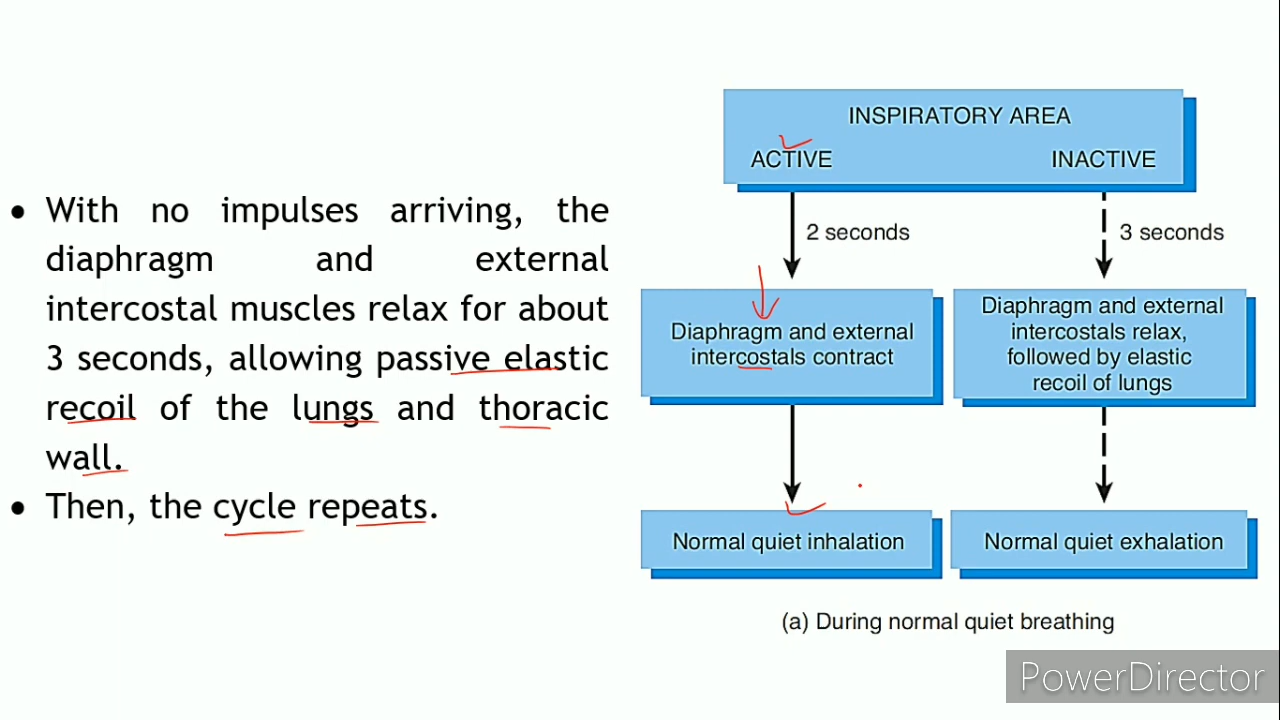 • With no impulses arriving, the
diaphragm and external
intercostal muscles relax for about
3 seconds, allowing passive elastic
recoil of the lungs and thoracic
wall.
• Then, the cycle repeats.
INSPIRATORY AREA
ACTIVE INACTIVE
2 seconds
3 seconds
Diaphragm and external
intercostals contract
Diaphragm and external
intercostals relax,
followed by elastic
recoil of lungs
Normal quiet inhalation
Normal quiet exhalation
(a) During normal quiet breathing
PowerDirector